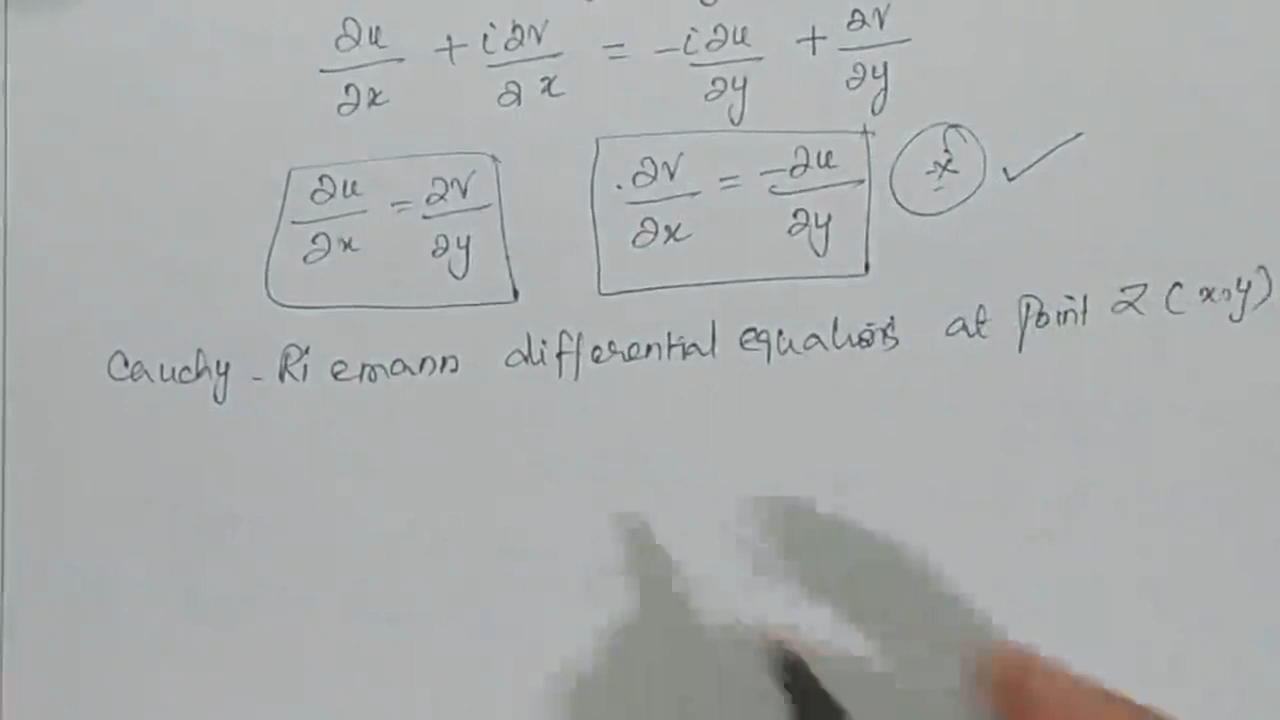 ∂u/∂x + i∂v/∂x = -i∂u/∂y + ∂v/∂y
∂u/∂x = ∂v/∂y   ∂v/∂x = -∂u/∂y
Cauchy-Riemann differential equations at point Z(x,y)